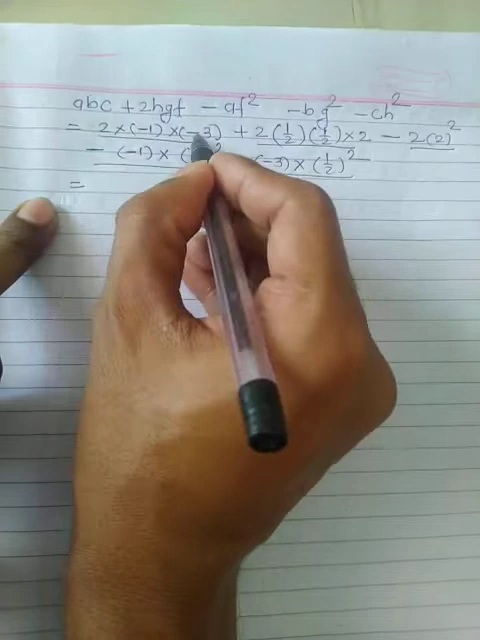 abc + 2hgf - af² - bg² - ch²
= 2×(-1)×(-3) + 2(1/2)(1/2)×2 - 2(2)²
- (-1)×( ² (-3)×(1/2)²
=